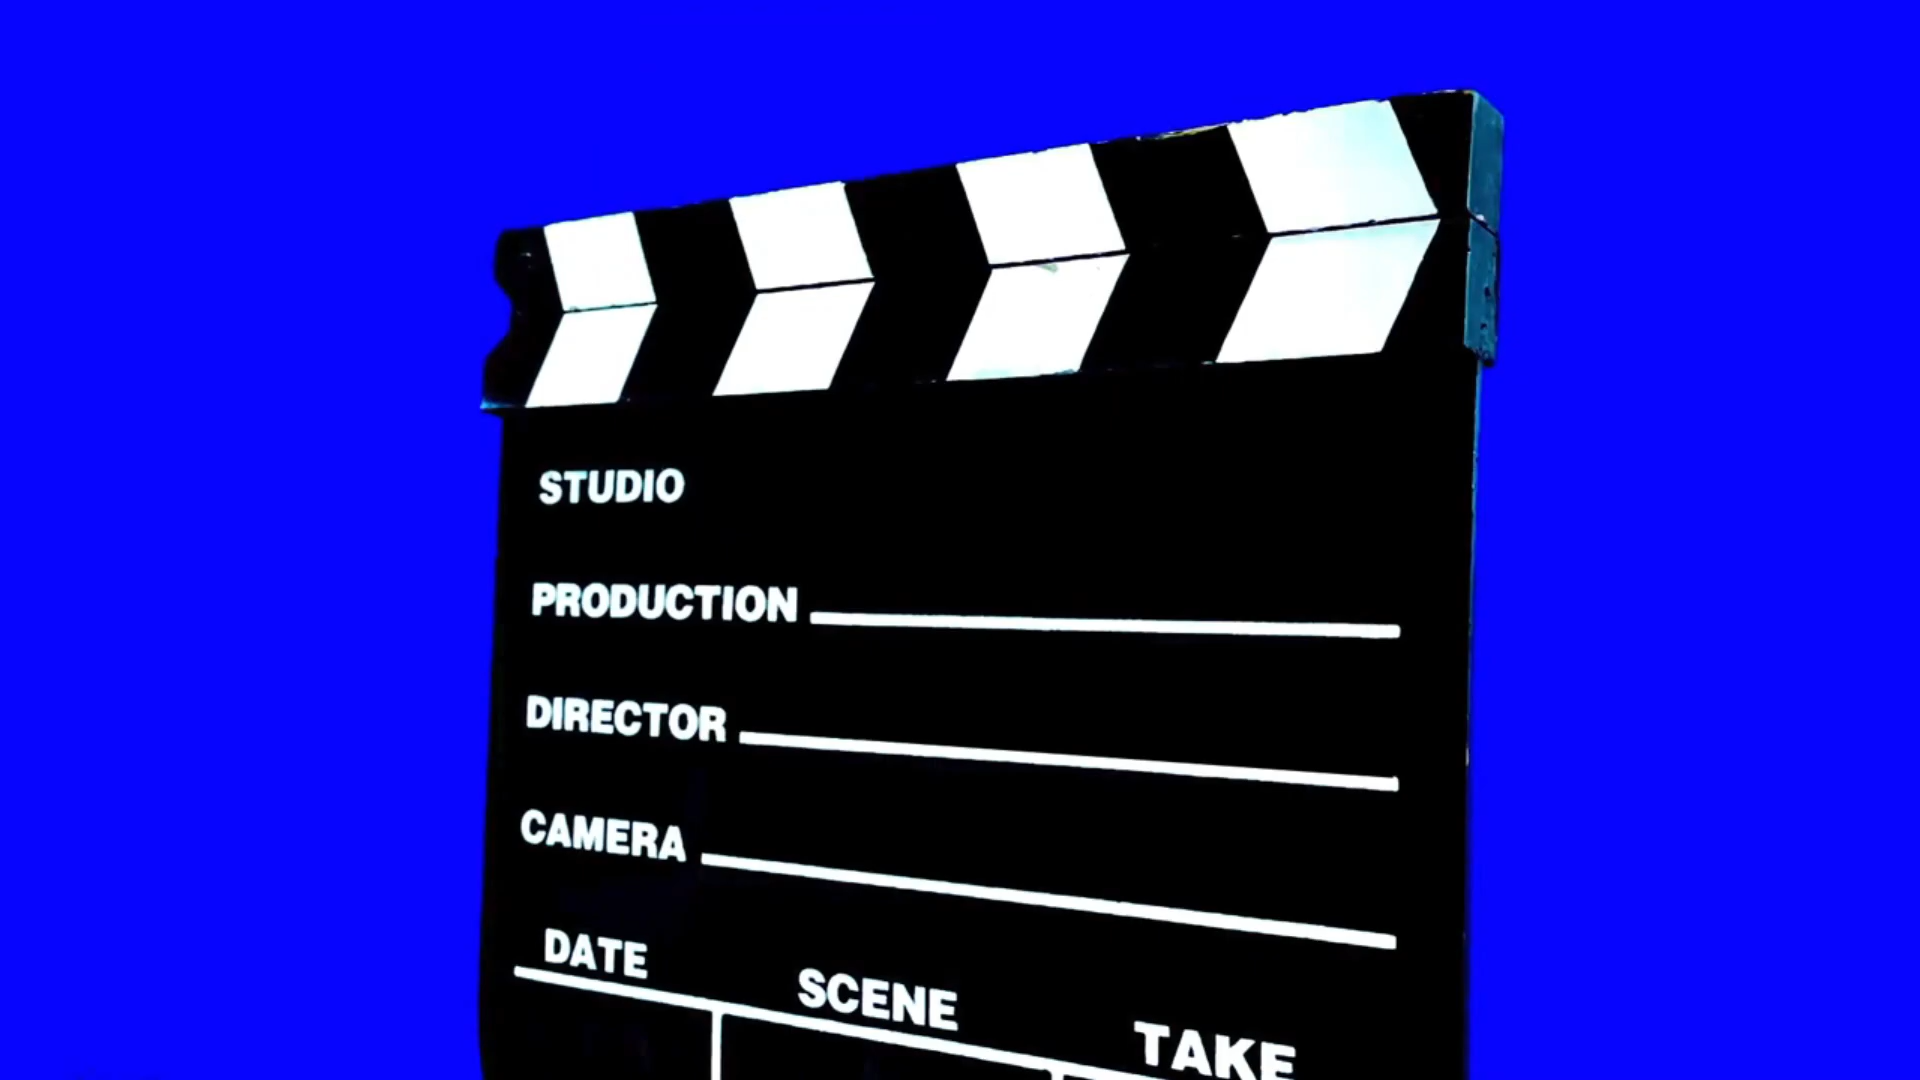 STUDIO
PRODUCTION
DIRECTOR
CAMERA
DATE SCENE TAKE